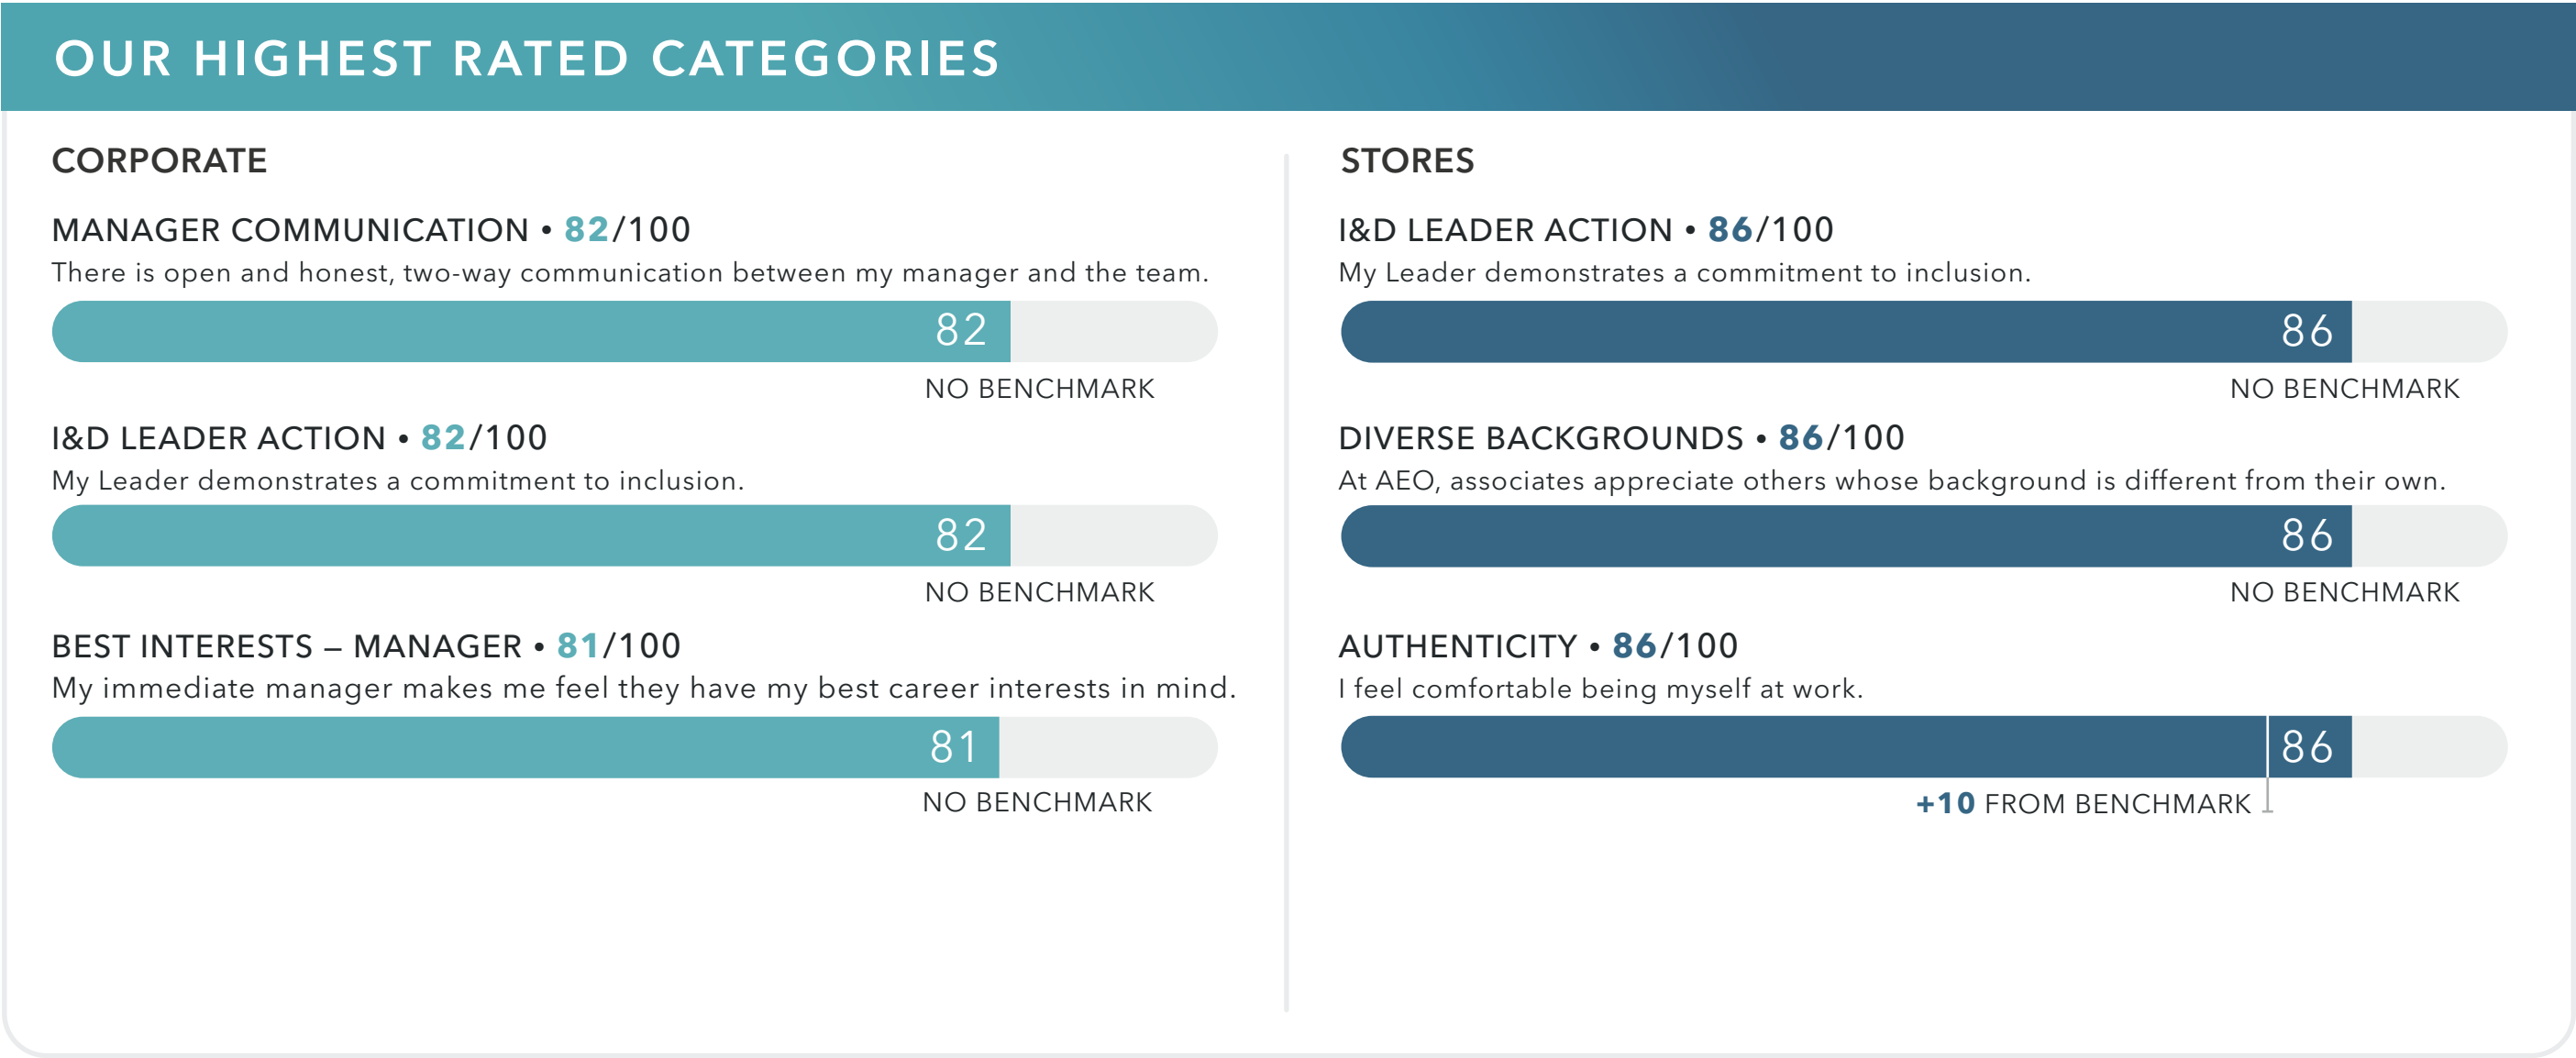 OUR HIGHEST RATED CATEGORIES
CORPORATE
MANAGER COMMUNICATION • 82/100
There is open and honest, two-way communication between my manager and the team.
82
NO BENCHMARK
I&D LEADER ACTION • 82/100
My Leader demonstrates a commitment to inclusion.
82
NO BENCHMARK
BEST INTERESTS – MANAGER • 81/100
My immediate manager makes me feel they have my best career interests in mind.
81
NO BENCHMARK
STORES
I&D LEADER ACTION • 86/100
My Leader demonstrates a commitment to inclusion.
86
NO BENCHMARK
DIVERSE BACKGROUNDS • 86/100
At AEO, associates appreciate others whose background is different from their own.
86
NO BENCHMARK
AUTHENTICITY • 86/100
I feel comfortable being myself at work.
86
+10 FROM BENCHMARK